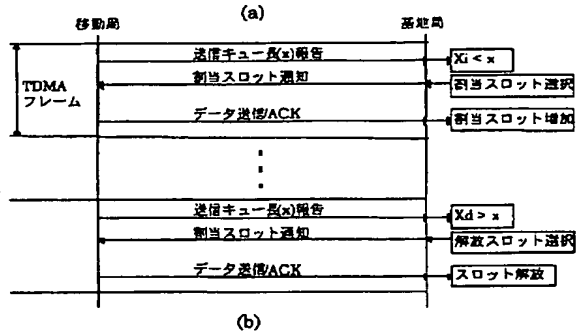 (a)
移動局 基地局
送信キュー長(x)報告
Xi < x
割当スロット通知
割当スロット選択
TDMA
フレーム
データ送信/ACK
割当スロット増加
送信キュー長(x)報告
Xd > x
割当スロット通知
解放スロット選択
データ送信/ACK
スロット解放
(b)